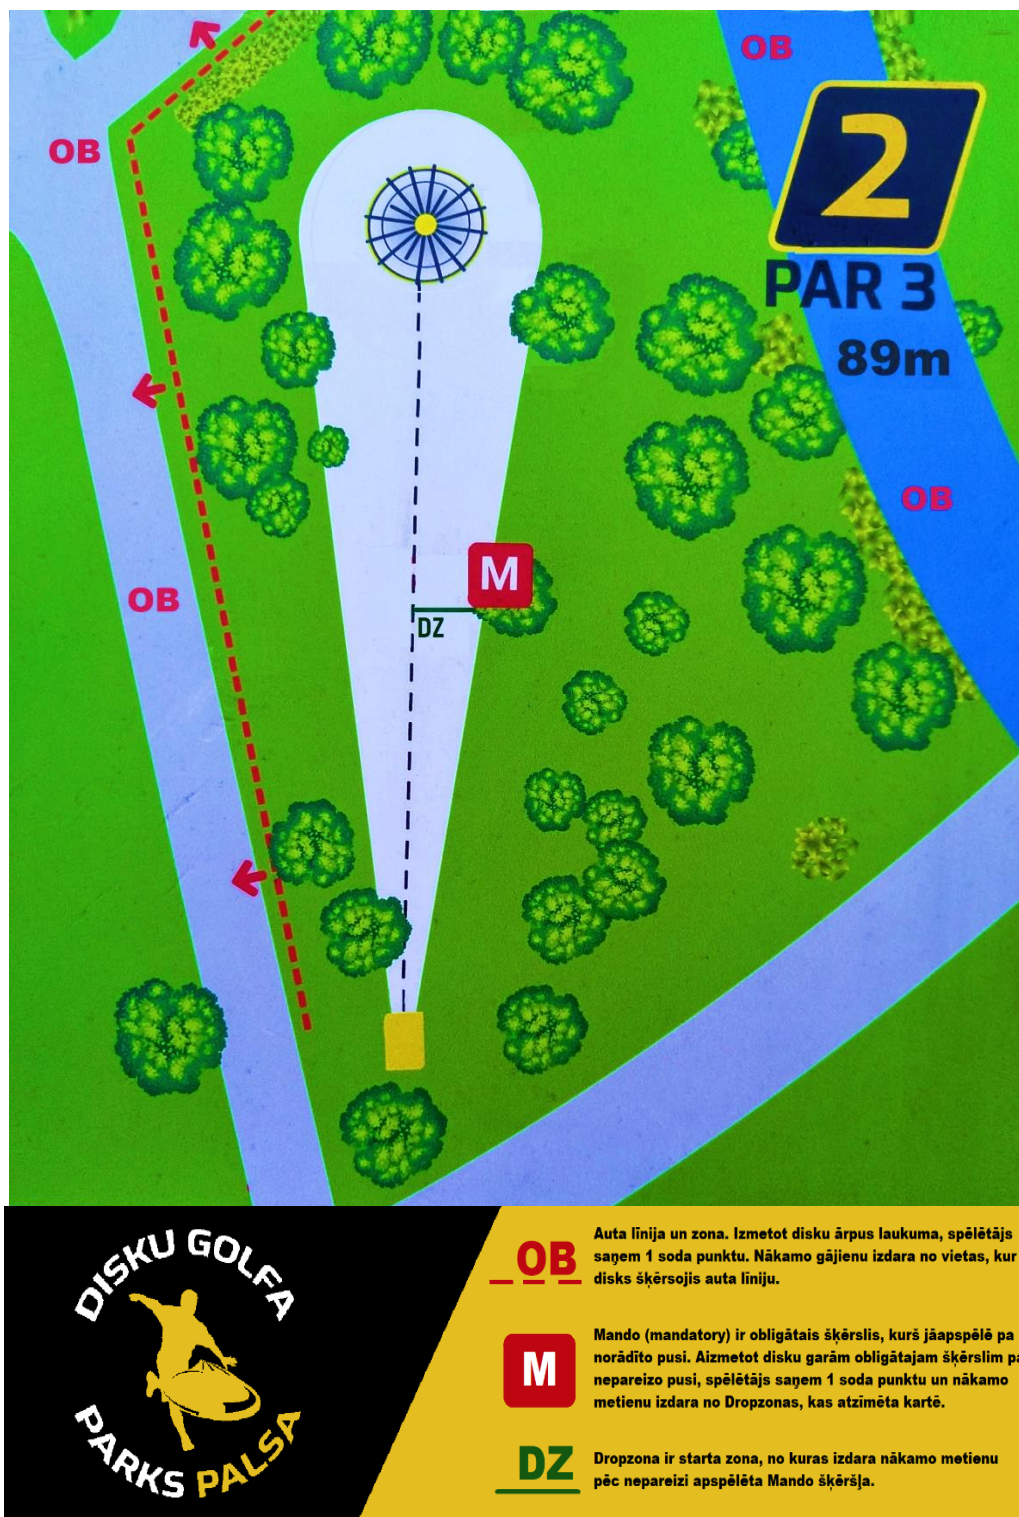 OB
2
OB
PAR 3
89m
OB
M
OB
DZ
DISKU GOLFA
PARKS PALSA
OB
Auta līnija un zona. Izmetot disku ārpus laukuma, spēlētājs
saņem 1 soda punktu. Nākamo gājienu izdara no vietas, kur
disks šķērsojis auta līniju.
M
Mando (mandatory) ir obligātais šķērslis, kurš jāapspēlē pa
norādīto pusi. Aizmetot disku garām obligātajam šķērslim pa
nepareizo pusi, spēlētājs saņem 1 soda punktu un nākamo
metienu izdara no Dropzonas, kas atzīmēta kartē.
DZ
Dropzona ir starta zona, no kuras izdara nākamo metienu
pēc nepareizi apspēlēta Mando šķēršļa.